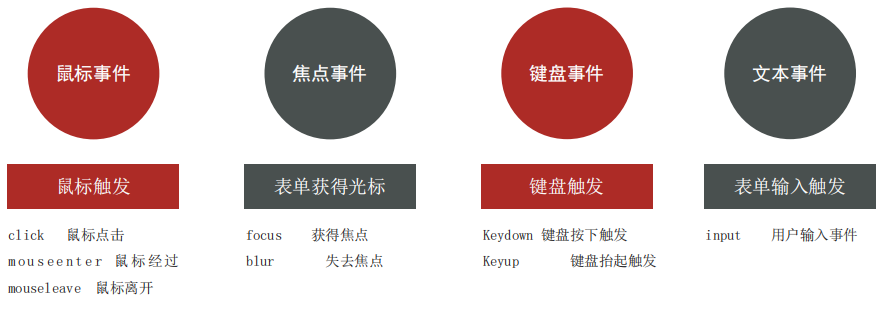 鼠标事件
鼠标触发
click 鼠标点击
mouseenter 鼠标经过
mouseleave 鼠标离开
焦点事件
表单获得光标
focus 获得焦点
blur 失去焦点
键盘事件
键盘触发
Keydown 键盘按下触发
Keyup 键盘抬起触发
文本事件
表单输入触发
input 用户输入事件